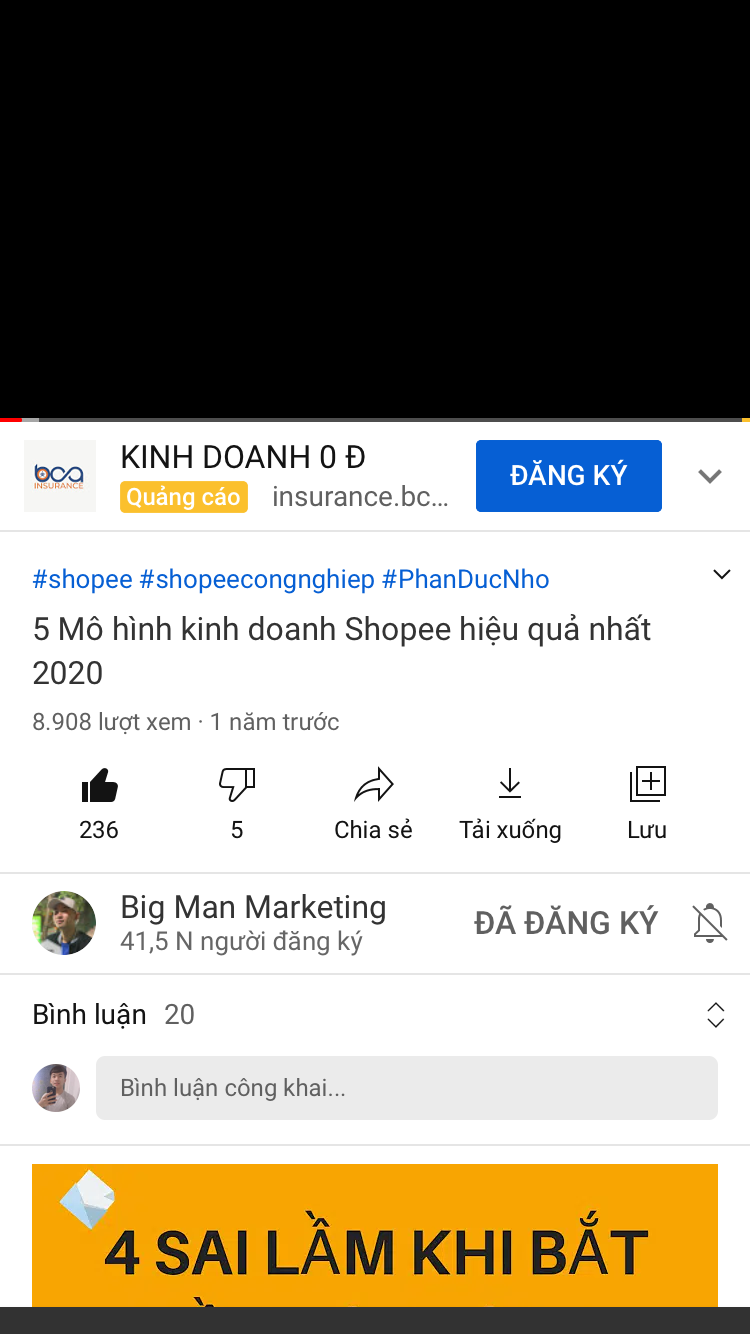 bca
INSURANCE
KINH DOANH 0 Đ
Quảng cáo insurance.bc...
ĐĂNG KÝ
#shopee #shopeecongnghiep #PhanDucNho
5 Mô hình kinh doanh Shopee hiệu quả nhất
2020
8.908 lượt xem · 1 năm trước
236
5
Chia sẻ
Tải xuống
Lưu
Big Man Marketing
41,5 N người đăng ký
ĐÃ ĐĂNG KÝ
Bình luận 20
Bình luận công khai...
4 SAI LẦM KHI BẮT